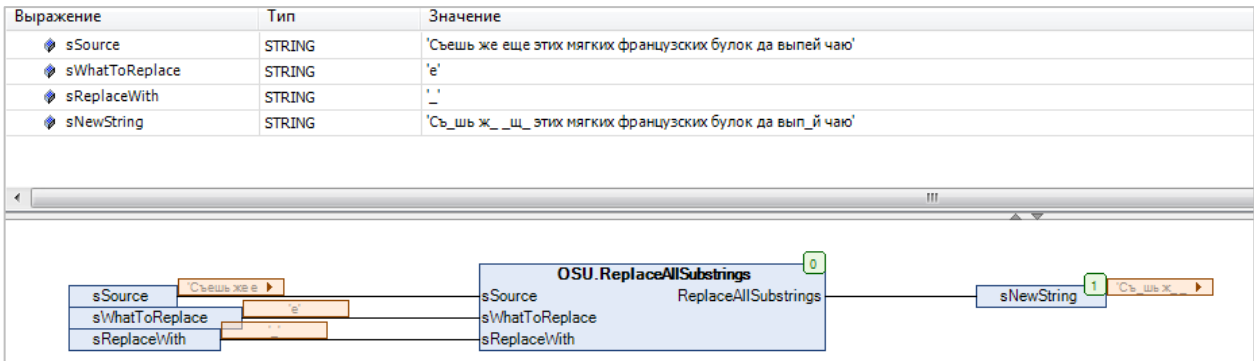 Выражение Тип Значение
sSource STRING 'Съешь же еще этих мягких французских булок да выпей чаю'
sWhatToReplace STRING 'е'
sReplaceWith STRING '_'
sNewString STRING 'Съ_шь ж_ _щ_ этих мягких французских булок да вып_й чаю'
0
OSU.ReplaceAllSubstrings
'Съешь же е
sSource sSource ReplaceAllSubstrings sNewString 1 'Съ_шь ж_ _
'е'
sWhatToReplace sWhatToReplace
'_'
sReplaceWith sReplaceWith